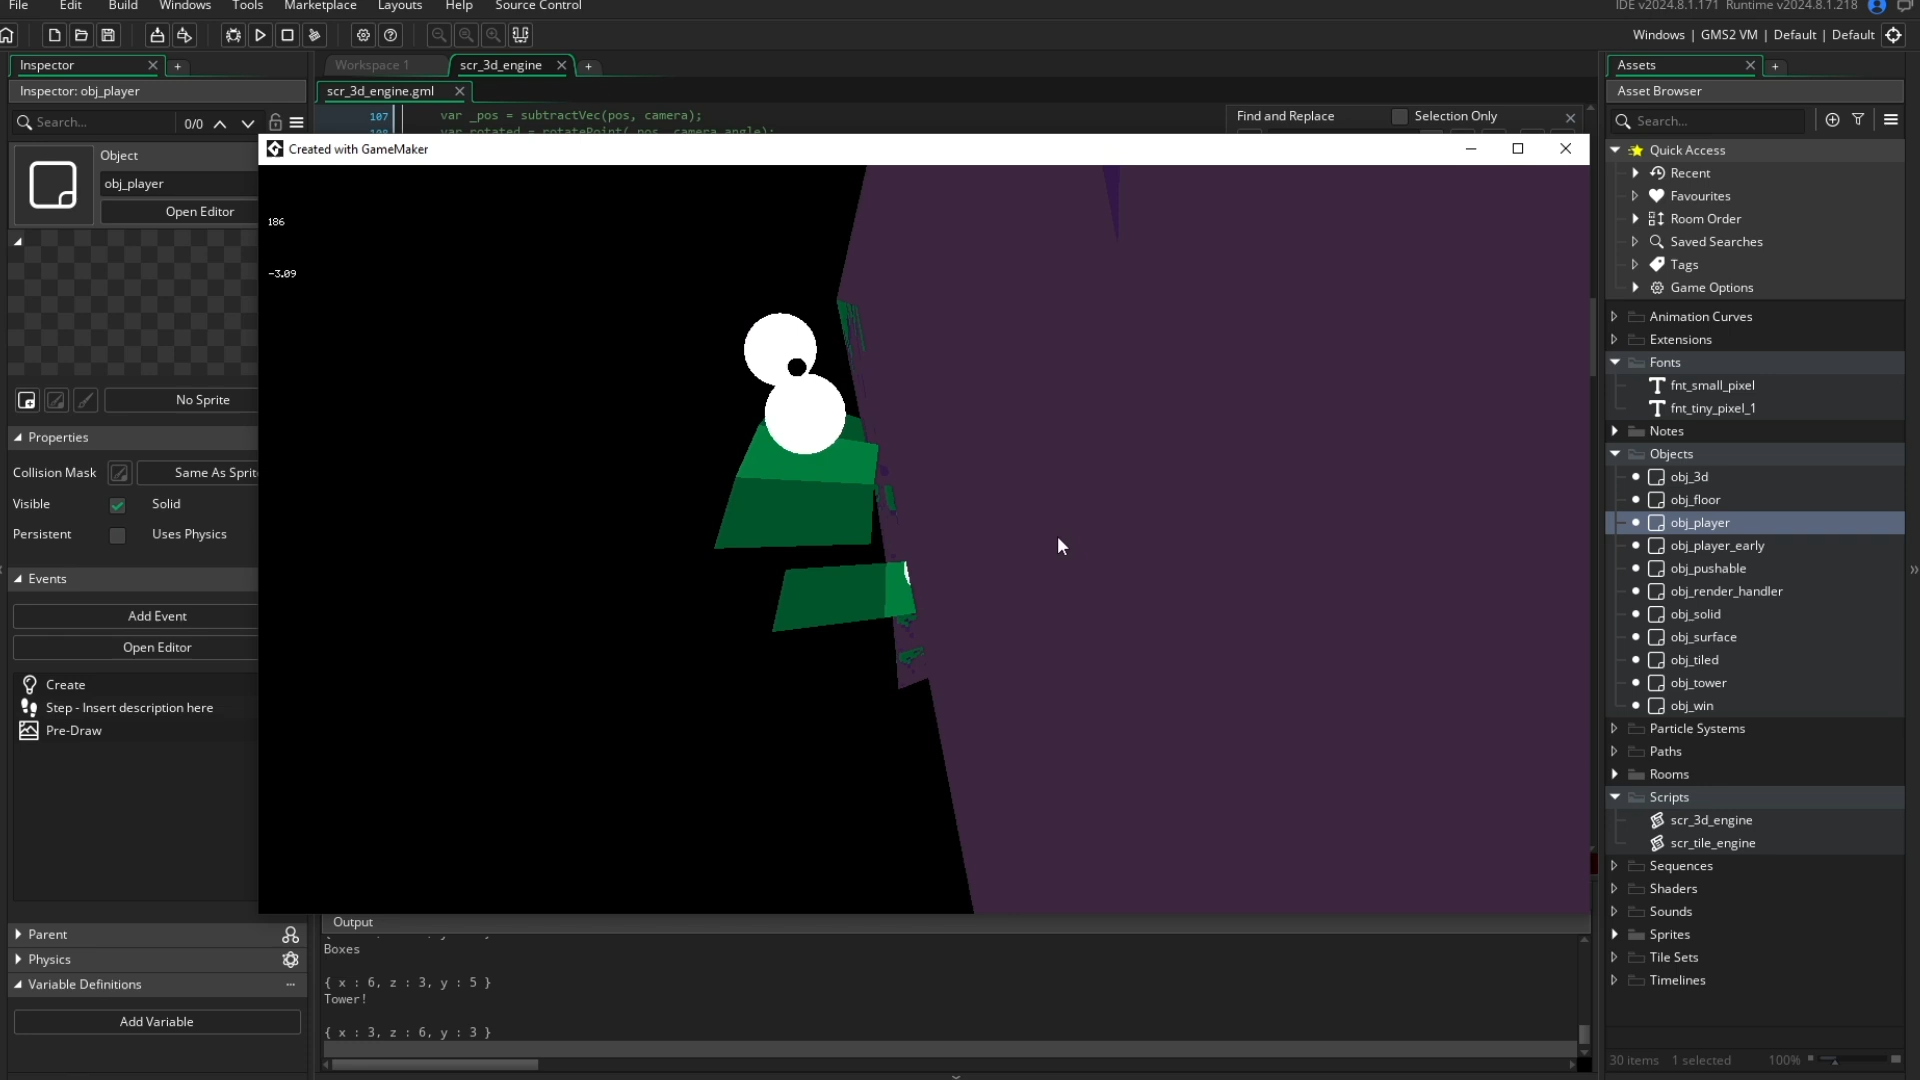 File Edit Build Windows Tools Marketplace Layouts Help Source Control
IDE v2024.8.1.171 Runtime v2024.8.1.218
Windows | GMS2 VM | Default | Default
Inspector
Workspace 1
scr_3d_engine
Assets
Inspector: obj_player
scr_3d_engine.gml
Asset Browser
Search...
0/0
107
var _pos = subtractVec(pos, camera);
108
var rotated = rotatePoint(_pos, camera_angle);
Find and Replace
Selection Only
Search...
Created with GameMaker
186
-3.09
Object
obj_player
Open Editor
No Sprite
Properties
Collision Mask
Same As Sprit
Visible
Solid
Persistent
Uses Physics
Events
Add Event
Open Editor
Create
Step - Insert description here
Pre-Draw
Parent
Physics
Variable Definitions
Add Variable
Output
Boxes
{ x : 6, z : 3, y : 5 }
Tower!
{ x : 3, z : 6, y : 3 }
Quick Access
Recent
Favourites
Room Order
Saved Searches
Tags
Game Options
Animation Curves
Extensions
Fonts
fnt_small_pixel
fnt_tiny_pixel_1
Notes
Objects
obj_3d
obj_floor
obj_player
obj_player_early
obj_pushable
obj_render_handler
obj_solid
obj_surface
obj_tiled
obj_tower
obj_win
Particle Systems
Paths
Rooms
Scripts
scr_3d_engine
scr_tile_engine
Sequences
Shaders
Sounds
Sprites
Tile Sets
Timelines
30 items 1 selected 100%